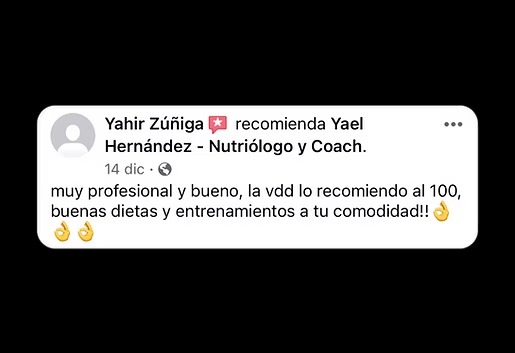 Yahir Zúñiga recomienda Yael
Hernández - Nutriólogo y Coach.
14 dic ·
muy profesional y bueno, la vdd lo recomiendo al 100,
buenas dietas y entrenamientos a tu comodidad!! 👌
👌👌